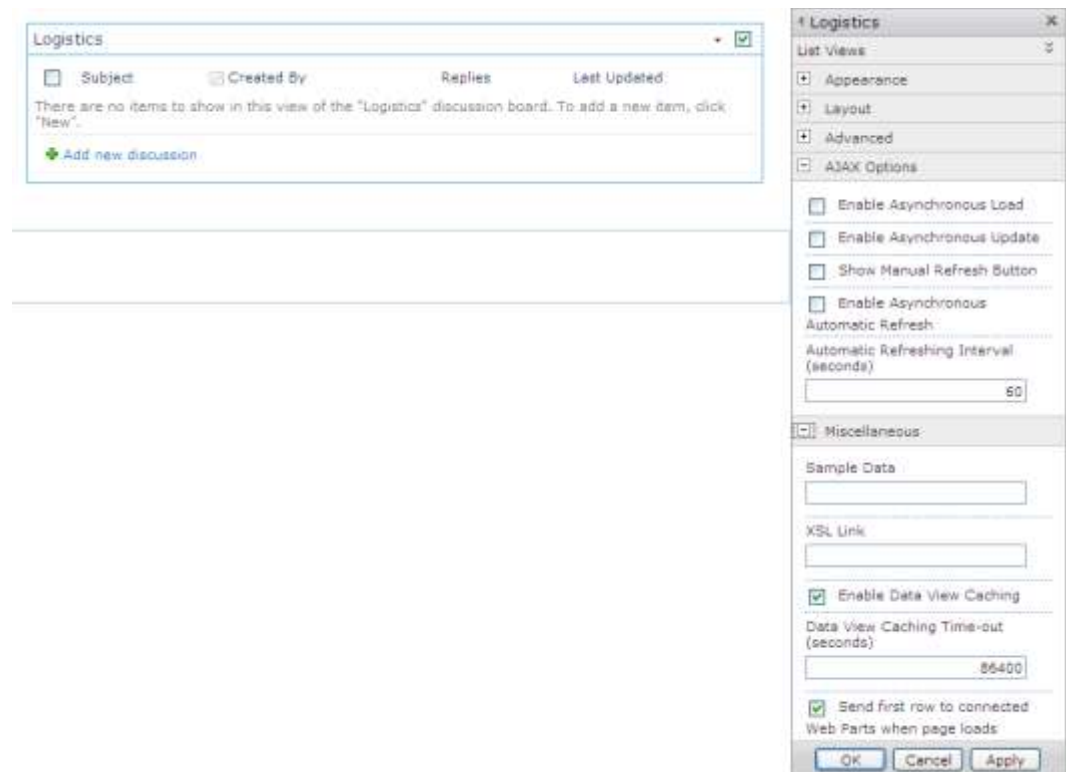 Logistics
Subject Created By Replies Last Updated
There are no items to show in this view of the "Logistics" discussion board. To add a new item, click
"New".
Add new discussion
Logistics
List Views
Appearance
Layout
Advanced
AJAX Options
Enable Asynchronous Load
Enable Asynchronous Update
Show Manual Refresh Button
Enable Asynchronous
Automatic Refresh
Automatic Refreshing Interval
(seconds)
60
Miscellaneous
Sample Data
XSL Link
Enable Data View Caching
Data View Caching Time-out
(seconds)
86400
Send first row to connected
Web Parts when page loads
OK Cancel Apply